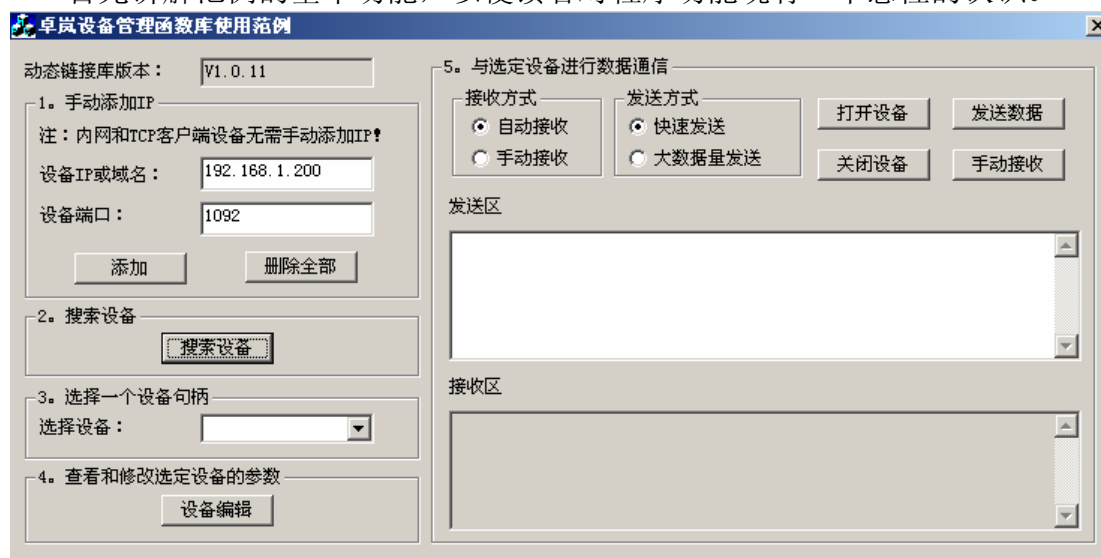 卓岚设备管理函数库使用范例
动态链接库版本： V1.0.11
1。手动添加IP
注：内网和TCP客户端设备无需手动添加IP！
设备IP或域名： 192.168.1.200
设备端口： 1092
添加 删除全部
2。搜索设备
搜索设备
3。选择一个设备句柄
选择设备：
4。查看和修改选定设备的参数
设备编辑
5。与选定设备进行数据通信
接收方式 发送方式
自动接收 快速发送 打开设备 发送数据
手动接收 大数据量发送 关闭设备 手动接收
发送区
接收区